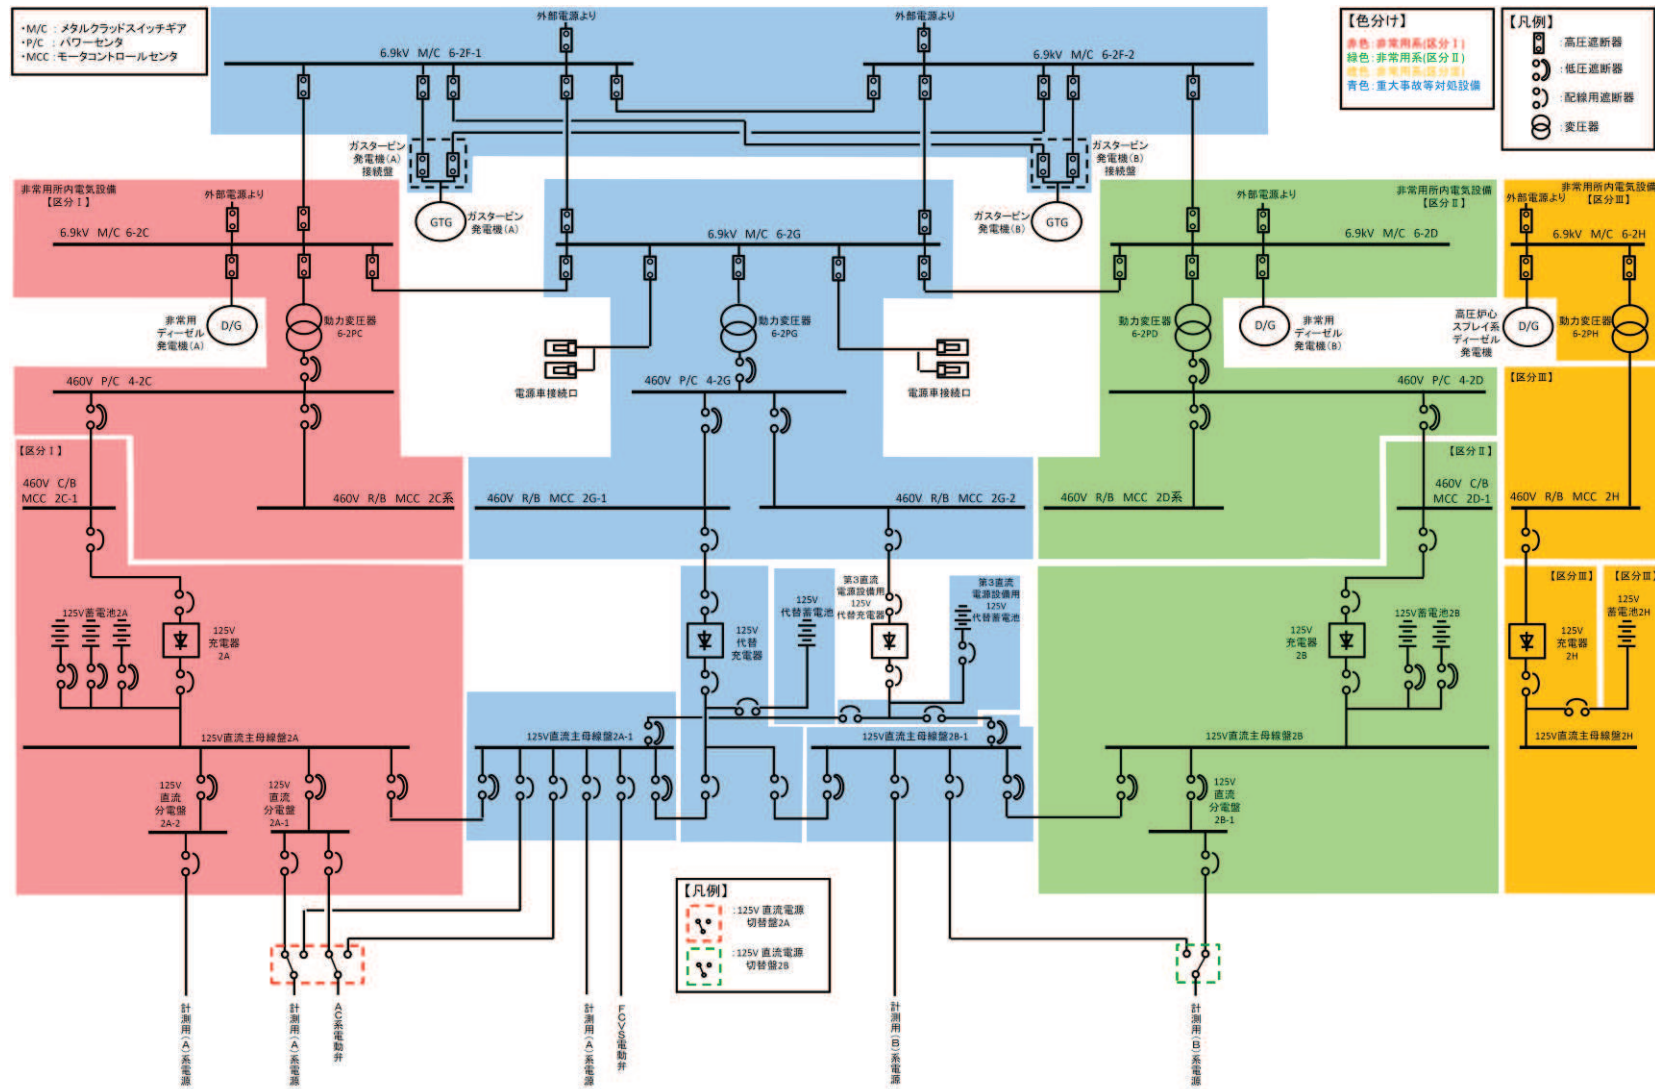 ・M/C ：メタルクラッドスイッチギア
・P/C ：パワーセンタ
・MCC：モータコントロールセンタ
外部電源より
外部電源より
6.9kV M/C 6-2F-1
6.9kV M/C 6-2F-2
【色分け】
赤色：非常用系(区分Ⅰ)
緑色：非常用系(区分Ⅱ)
橙色：非常用系(区分Ⅲ)
青色：重大事故等対処設備
【凡例】
：高圧遮断器
：低圧遮断器
：配線用遮断器
：変圧器
ガスタービン
発電機(A)
接続盤
ガスタービン
発電機(B)
接続盤
GTG
ガスタービン
発電機(A)
ガスタービン
発電機(B)
GTG
非常用所内電気設備
【区分Ⅰ】
外部電源より
6.9kV M/C 6-2C
6.9kV M/C 6-2G
外部電源より
非常用所内電気設備
【区分Ⅱ】
6.9kV M/C 6-2D
非常用所内電気設備
外部電源より
【区分Ⅲ】
6.9kV M/C 6-2H
非常用
ディーゼル
発電機(A)
D/G
動力変圧器
6-2PC
動力変圧器
6-2PG
動力変圧器
6-2PD
D/G
非常用
ディーゼル
発電機(B)
高圧炉心
スプレイ系
ディーゼル
発電機
D/G
動力変圧器
6-2PH
電源車接続口
電源車接続口
460V P/C 4-2C
460V P/C 4-2G
460V P/C 4-2D
【区分Ⅲ】
【区分Ⅰ】
【区分Ⅱ】
460V C/B
MCC 2C-1
460V R/B MCC 2C系
460V R/B MCC 2G-1
460V R/B MCC 2G-2
460V R/B MCC 2D系
460V C/B
MCC 2D-1
460V R/B MCC 2H
125V蓄電池2A
125V
充電器
2A
125V
代替
充電器
125V
代替蓄電池
第3直流
電源設備用
125V
代替充電器
第3直流
電源設備用
125V
代替蓄電池
125V
充電器
2B
125V蓄電池2B
【区分Ⅲ】
125V
充電器
2H
【区分Ⅲ】
125V
蓄電池2H
125V直流主母線盤2A
125V直流主母線盤2A-1
125V直流主母線盤2B-1
125V直流主母線盤2B
125V直流主母線盤2H
125V
直流
分電盤
2A-2
125V
直流
分電盤
2A-1
125V
直流
分電盤
2B-1
【凡例】
：125V 直流電源
切替盤2A
：125V 直流電源
切替盤2B
計測用(A)系電源
計測用(A)系電源
AC系電動弁
計測用(A)系電源
FCVS電動弁
計測用(B)系電源
計測用(B)系電源